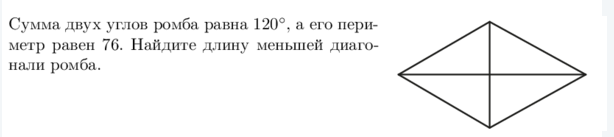 Сумма двух углов ромба равна 120°, а его пери-
метр равен 76. Найдите длину меньшей диаго-
нали ромба.